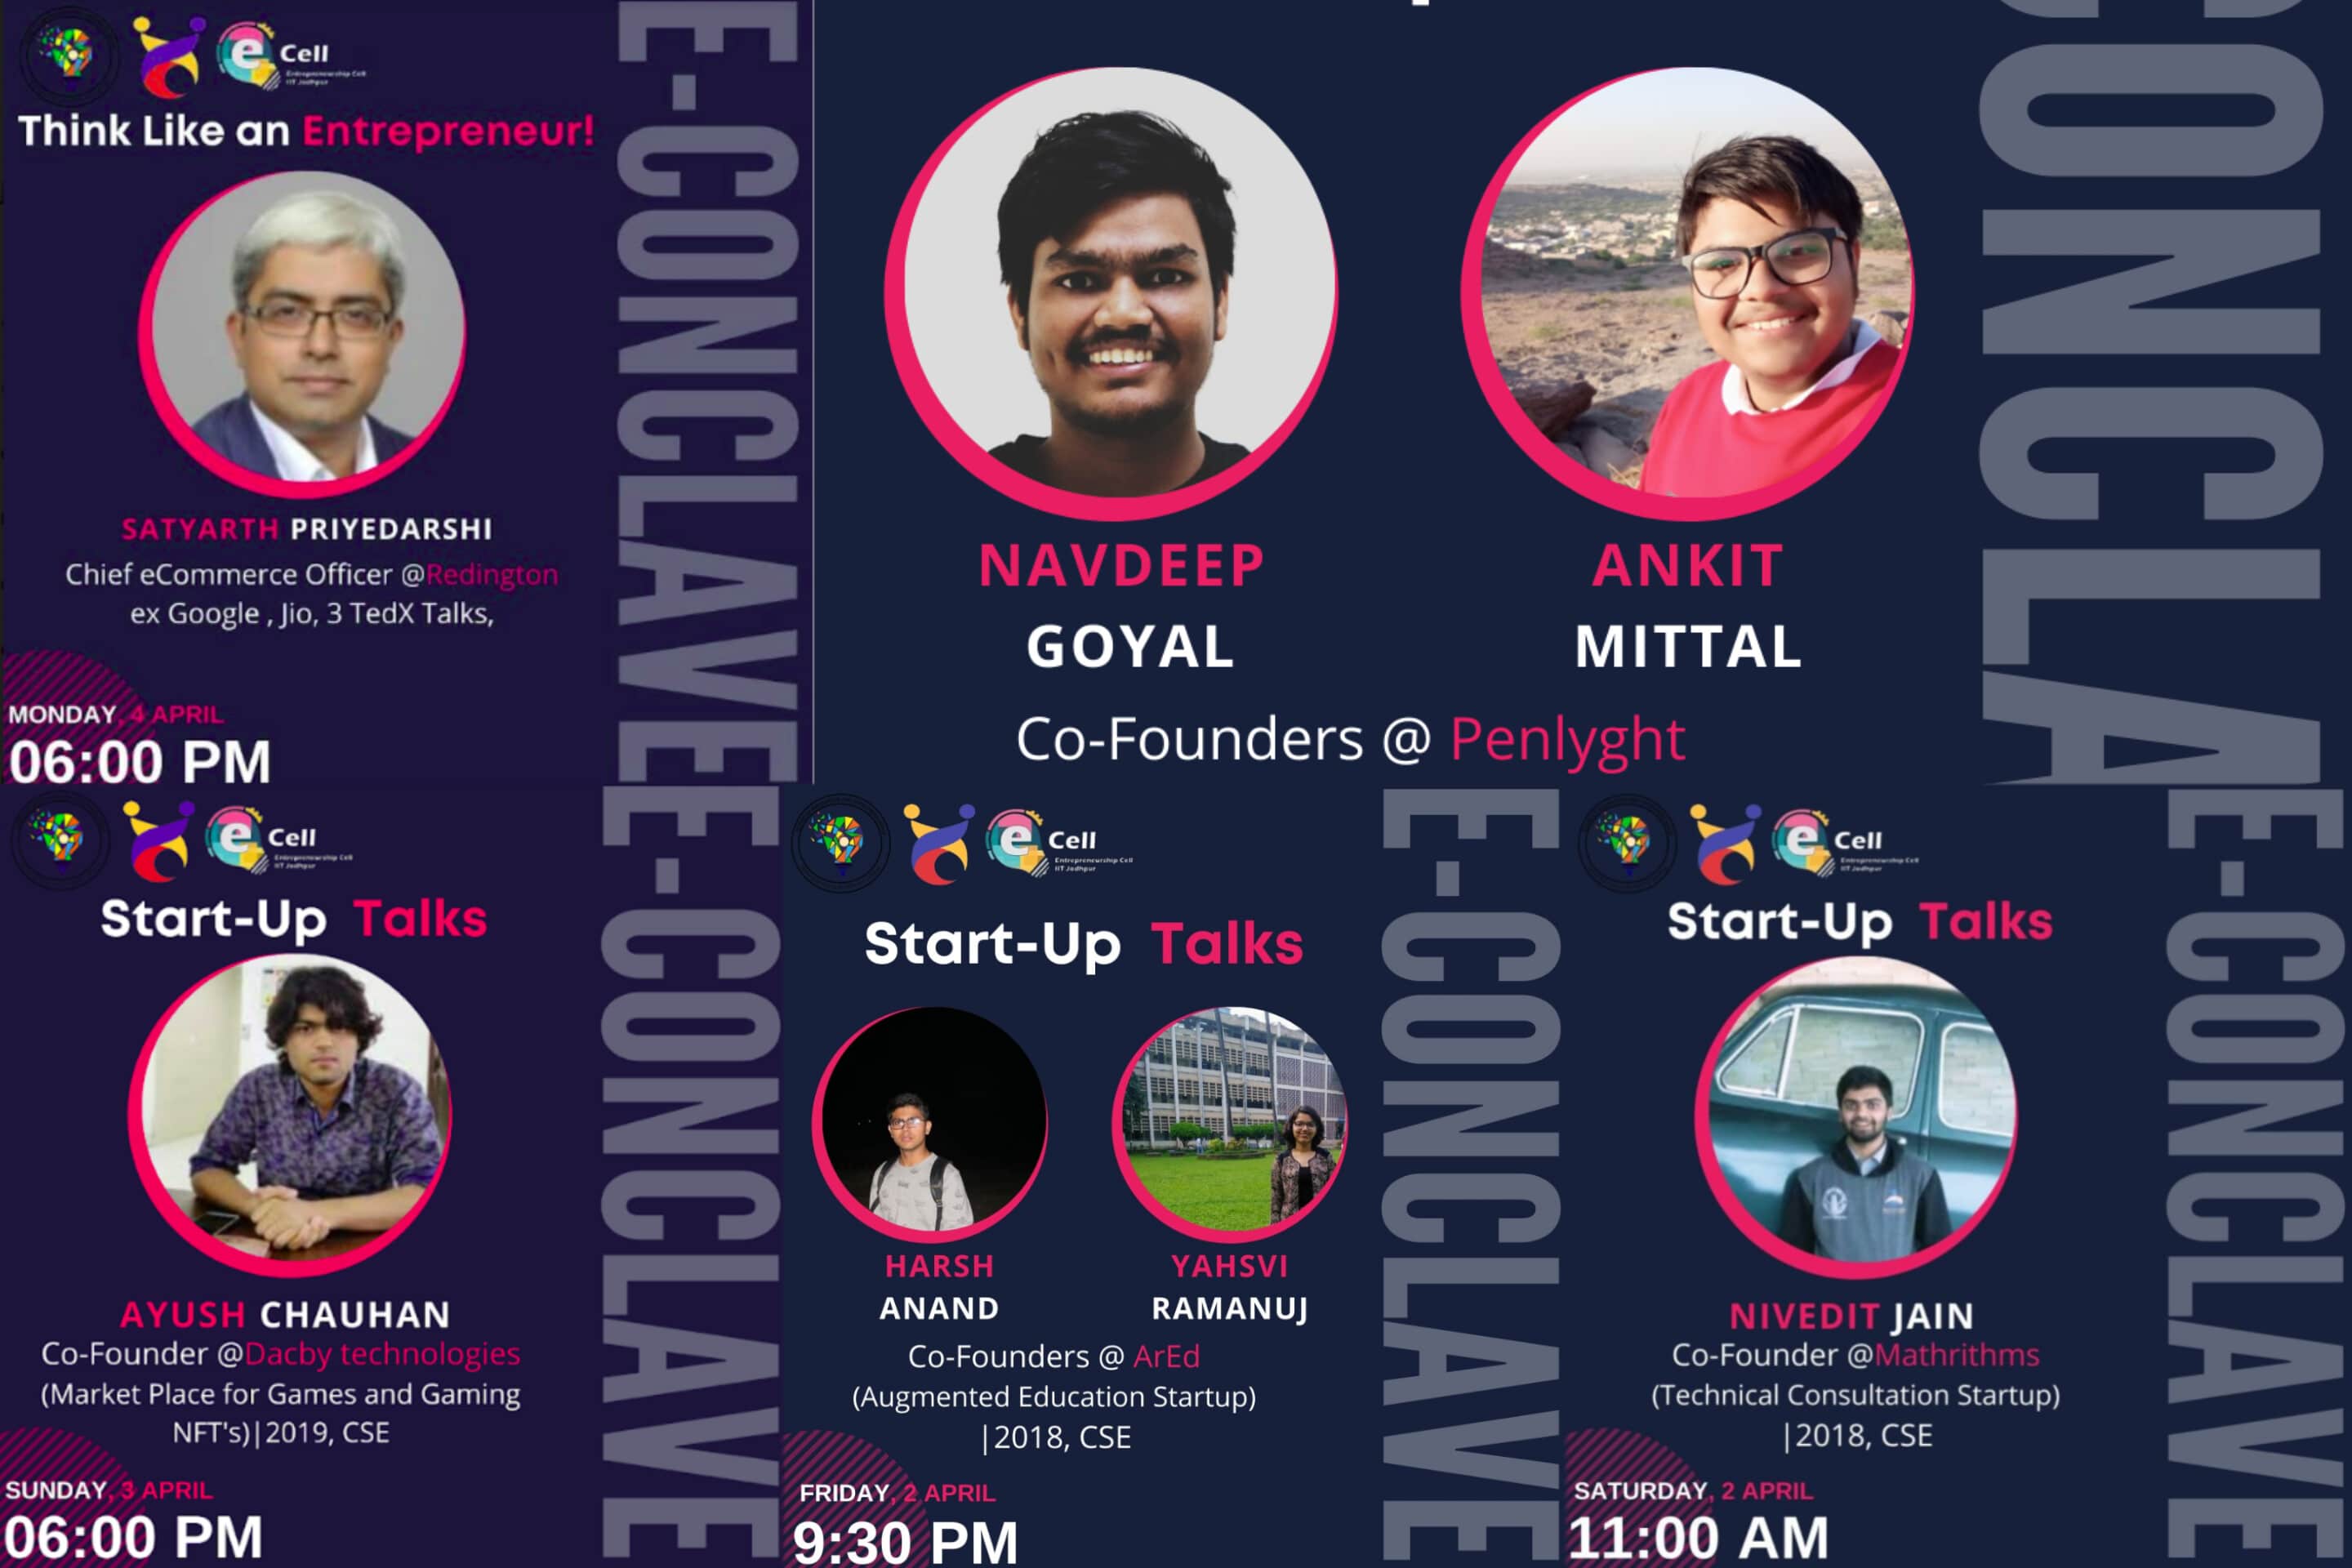 e Cell
Entrepreneurship Cell
IIT Jodhpur
Think Like an Entrepreneur!
SATYARTH PRIYEDARSHI
Chief eCommerce Officer @Redington
ex Google , Jio, 3 TedX Talks,
MONDAY, 4 APRIL
06:00 PM
E-CONCLAVE
NAVDEEP
GOYAL
ANKIT
MITTAL
Co-Founders @ Penlyght
CONCLA
e Cell
Entrepreneurship Cell
IIT Jodhpur
Start-Up Talks
AYUSH CHAUHAN
Co-Founder @Dacby technologies
(Market Place for Games and Gaming
NFT's)|2019, CSE
SUNDAY, 3 APRIL
06:00 PM
E-CONCLAVE
e Cell
Entrepreneurship Cell
IIT Jodhpur
Start-Up Talks
HARSH
ANAND
YAHSVI
RAMANUJ
Co-Founders @ ArEd
(Augmented Education Startup)
|2018, CSE
FRIDAY, 2 APRIL
9:30 PM
E-CONCLAVE
e Cell
Entrepreneurship Cell
IIT Jodhpur
Start-Up Talks
NIVEDIT JAIN
Co-Founder @Mathrithms
(Technical Consultation Startup)
|2018, CSE
SATURDAY, 2 APRIL
11:00 AM
E-CONCLAVE